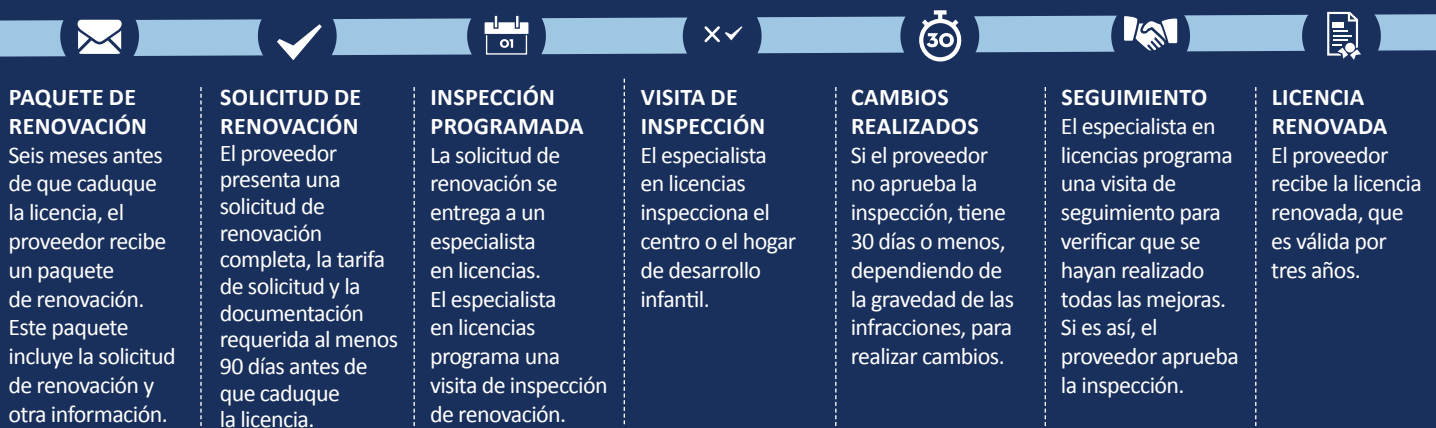 01
30
PAQUETE DE
RENOVACIÓN
Seis meses antes
de que caduque
la licencia, el
proveedor recibe
un paquete
de renovación.
Este paquete
incluye la solicitud
de renovación y
otra información.
SOLICITUD DE
RENOVACIÓN
El proveedor
presenta una
solicitud de
renovación
completa, la tarifa
de solicitud y la
documentación
requerida al menos
90 días antes de
que caduque
la licencia.
INSPECCIÓN
PROGRAMADA
La solicitud de
renovación se
entrega a un
especialista
en licencias.
El especialista
en licencias
programa una
visita de inspección
de renovación.
VISITA DE
INSPECCIÓN
El especialista
en licencias
inspecciona el
centro o el hogar
de desarrollo
infantil.
CAMBIOS
REALIZADOS
Si el proveedor
no aprueba la
inspección, tiene
30 días o menos,
dependiendo de
la gravedad de las
infracciones, para
realizar cambios.
SEGUIMIENTO
El especialista en
licencias programa
una visita de
seguimiento para
verificar que se
hayan realizado
todas las mejoras.
Si es así, el
proveedor aprueba
la inspección.
LICENCIA
RENOVADA
El proveedor
recibe la licencia
renovada, que
es válida por
tres años.